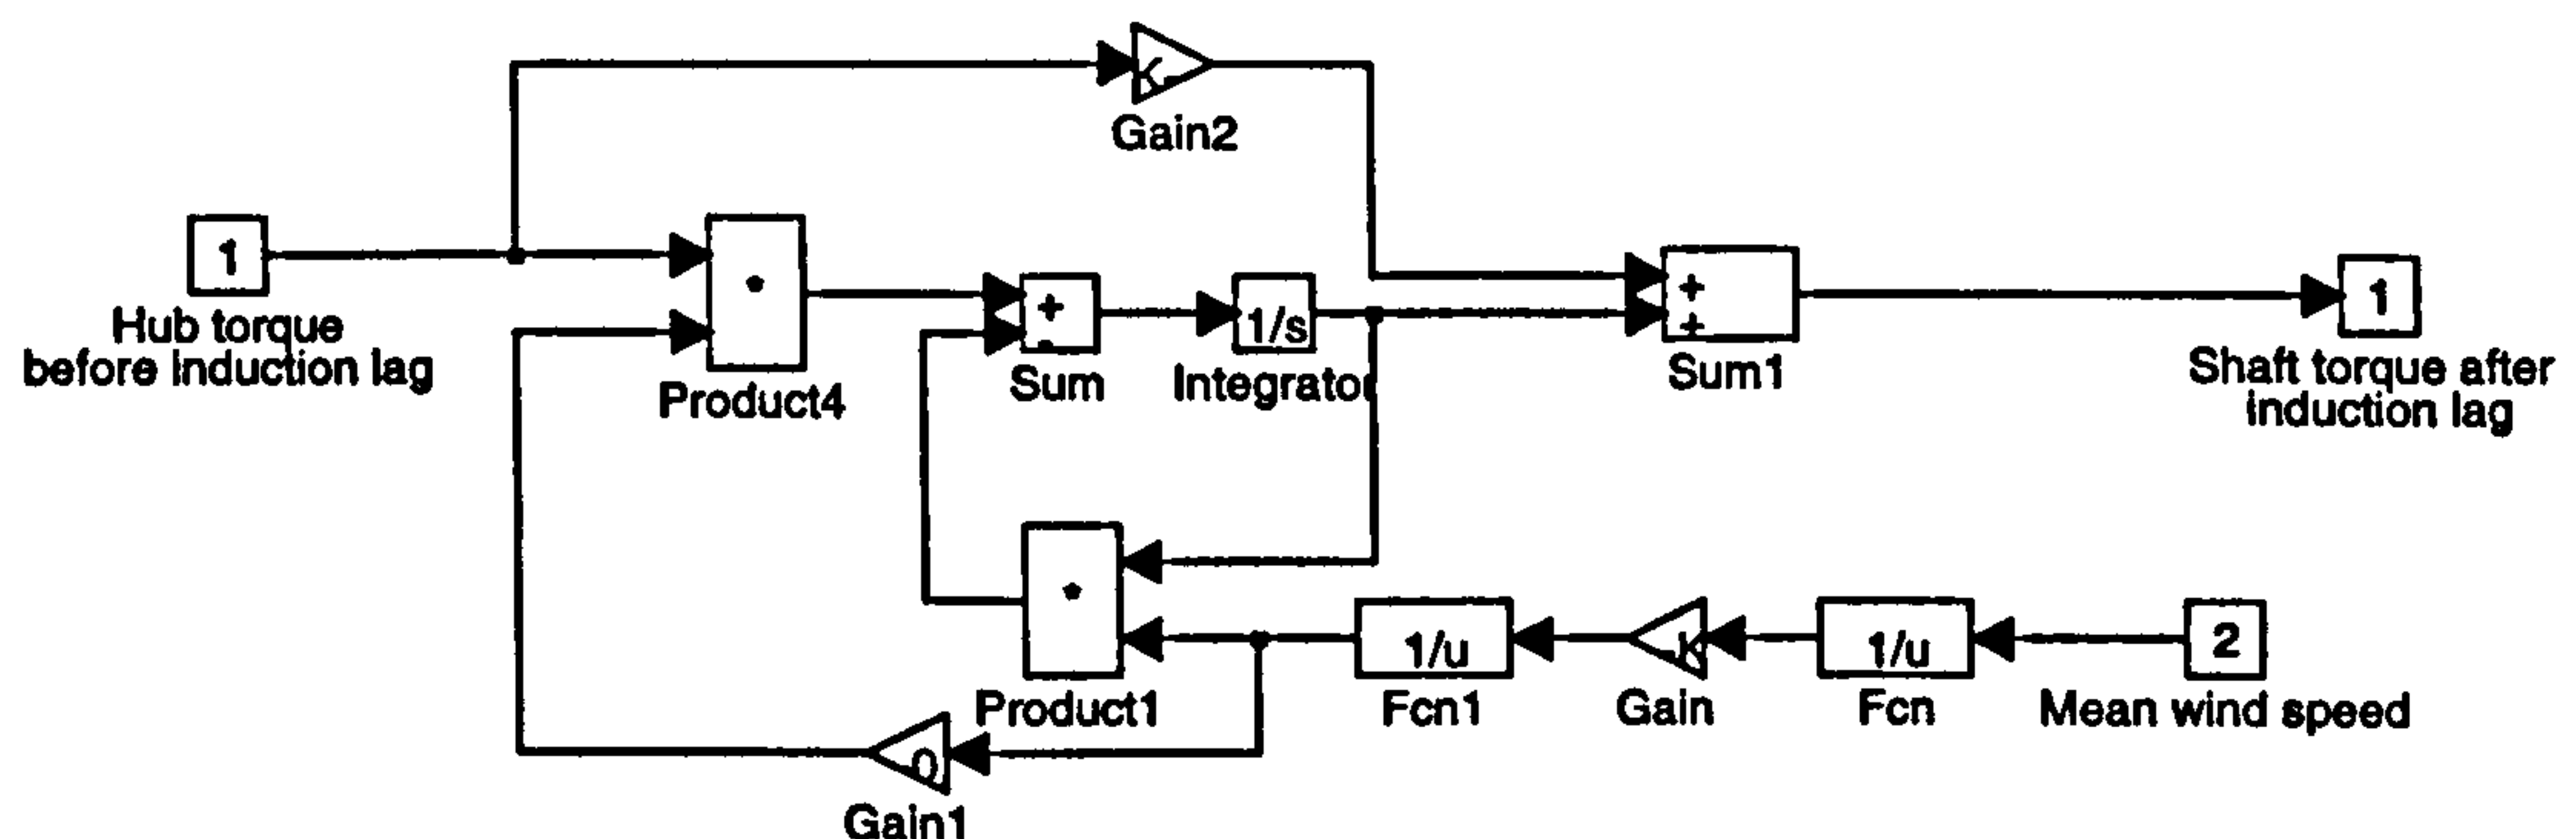 K-
Gain2
1
Hub torque
before induction lag
*
Product4
+
-
Sum
1/s
Integrator
+
+
Sum1
1
Shaft torque after
induction lag
*
Product1
1/u
Fcn1
-K
Gain
1/u
Fcn
2
Mean wind speed
-0
Gain1